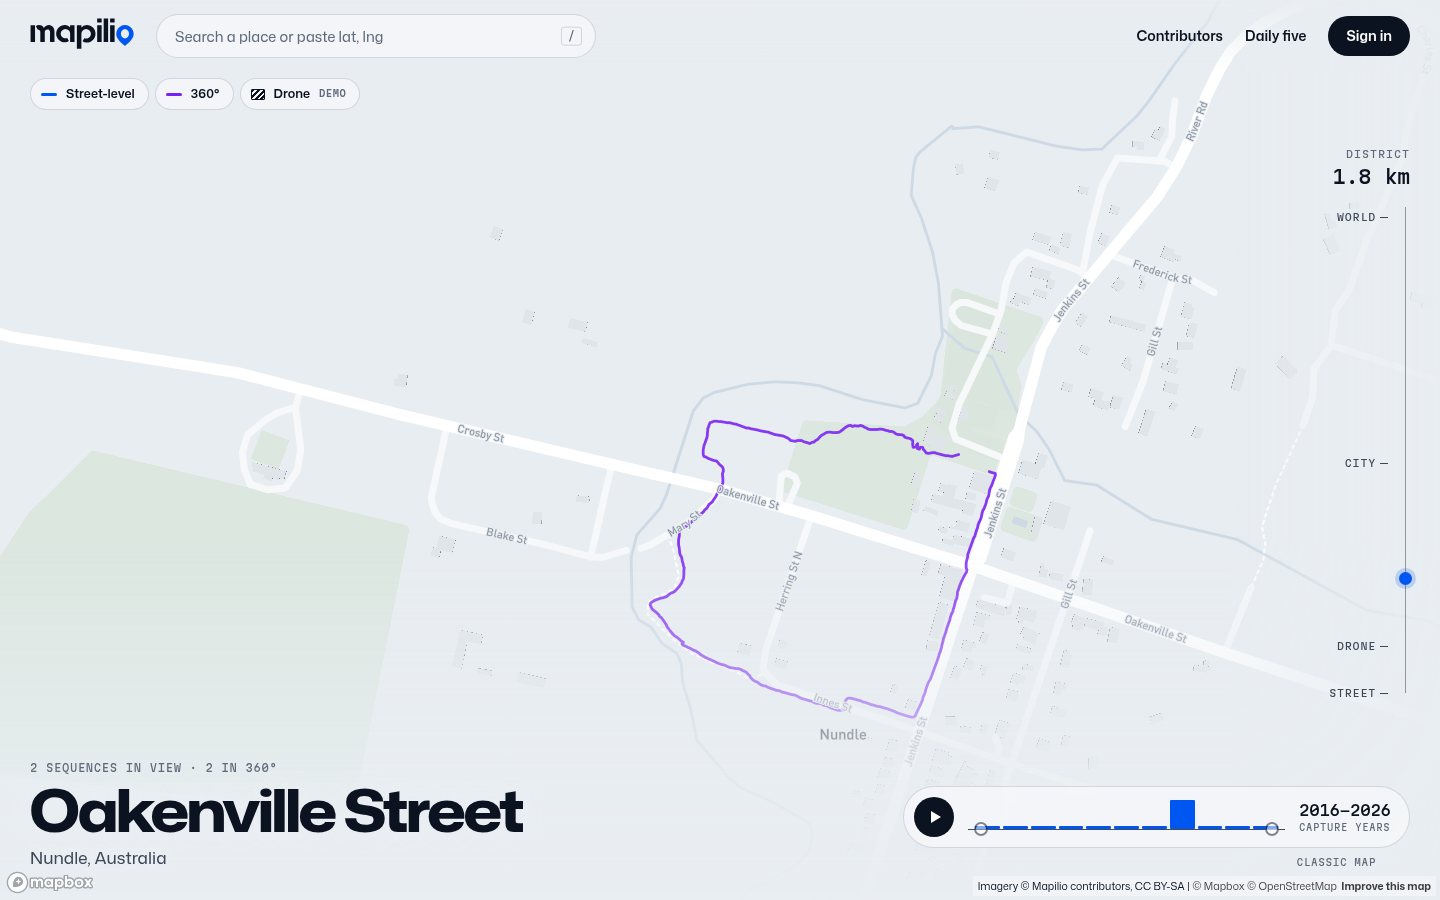 mapilio
Search a place or paste lat, lng
/
Contributors
Daily five
Sign in
Street-level
360°
Drone DEMO
River Rd
DISTRICT
1.8 km
WORLD
Frederick St
Jenkins St
Gill St
Crosby St
CITY
Oakenville St
Mary St
Blake St
Jenkins St
Herring St N
Gill St
Oakenville St
DRONE
STREET
Innes St
Nundle
Jenkins St
2 SEQUENCES IN VIEW · 2 IN 360°
Oakenville Street
Nundle, Australia
2016–2026
CAPTURE YEARS
CLASSIC MAP
mapbox
Imagery © Mapilio contributors, CC BY-SA | © Mapbox © OpenStreetMap Improve this map